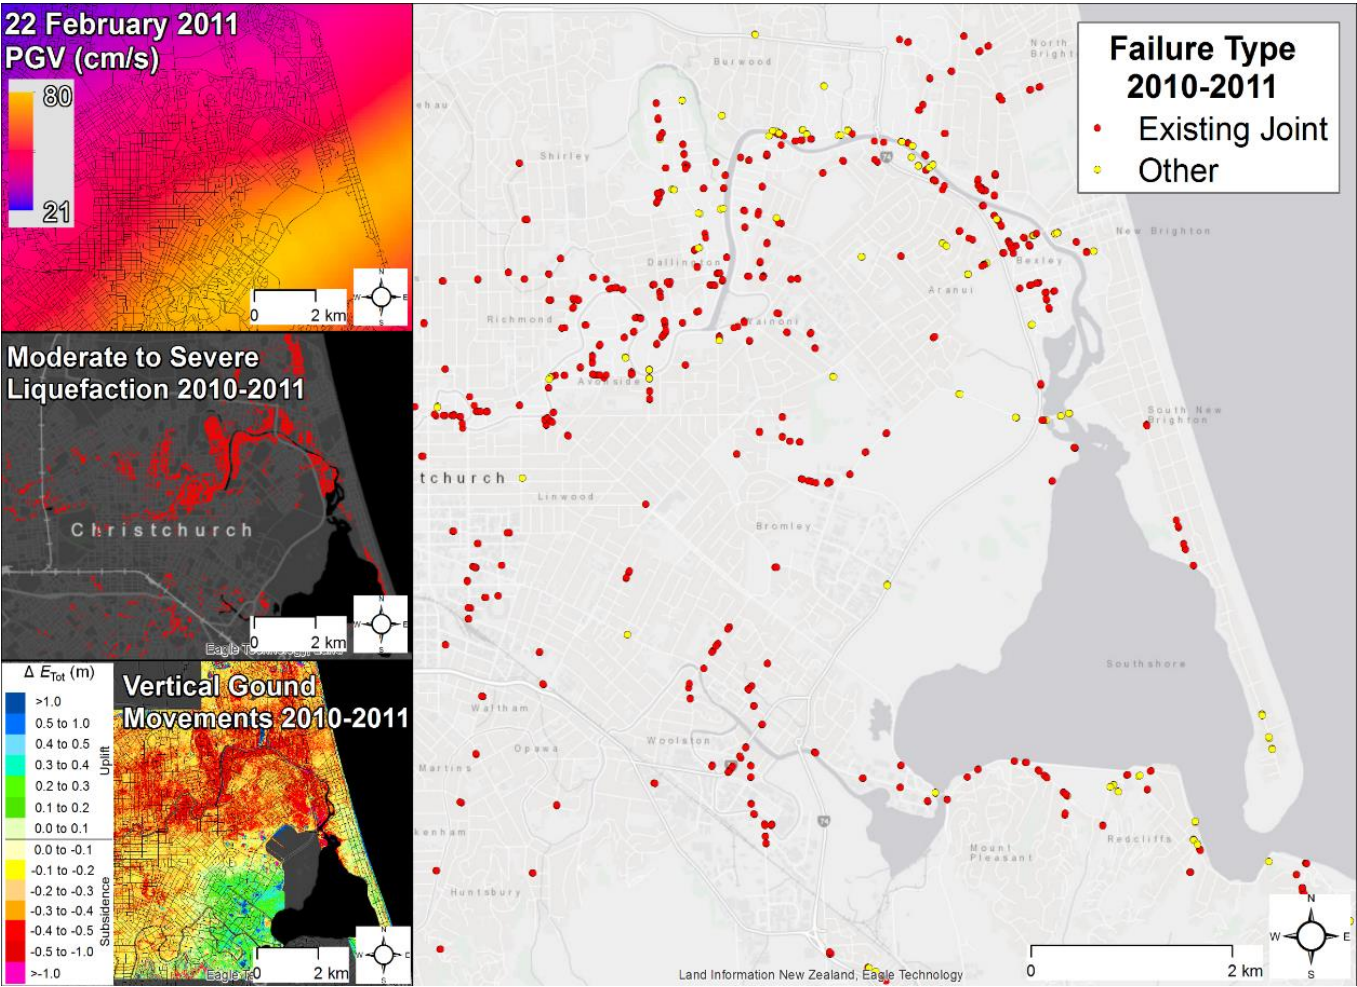 22 February 2011
PGV (cm/s)
80
21
N
W E
S
0 2 km
Moderate to Severe
Liquefaction 2010-2011
Christchurch
N
W E
S
0 2 km
Δ E_Tot (m)
>1.0
0.5 to 1.0
0.4 to 0.5
0.3 to 0.4
0.2 to 0.3
0.1 to 0.2
0.0 to 0.1
0.0 to -0.1
-0.1 to -0.2
-0.2 to -0.3
-0.3 to -0.4
-0.4 to -0.5
-0.5 to -1.0
>-1.0
Uplift
Subsidence
Vertical Gound
Movements 2010-2011
N
W E
S
0 2 km
Failure Type
2010-2011
Existing Joint
Other
North
Burwood
ehau
Shirley
74
New Brighton
Dallington
Bexley
Aranui
Richmond
Avonside
South New
Brighton
tchurch
Linwood
Bromley
Southshore
Waltham
Opawa
Woolston
Martins
74
kenham
Redcliffs
Mount
Pleasant
Huntsbury
Land Information New Zealand, Eagle Technology
N
W E
S
0 2 km